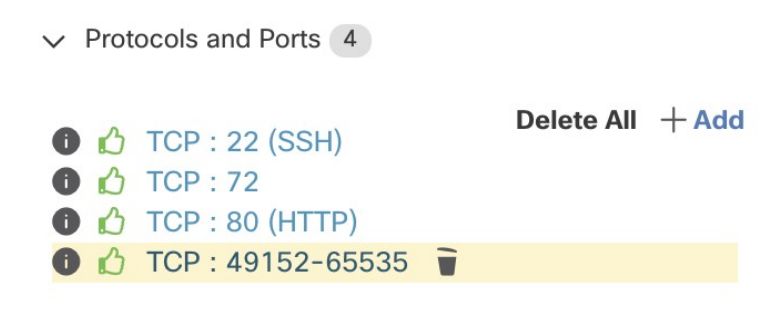 Protocols and Ports 4
Delete All + Add
TCP : 22 (SSH)
TCP : 72
TCP : 80 (HTTP)
TCP : 49152-65535